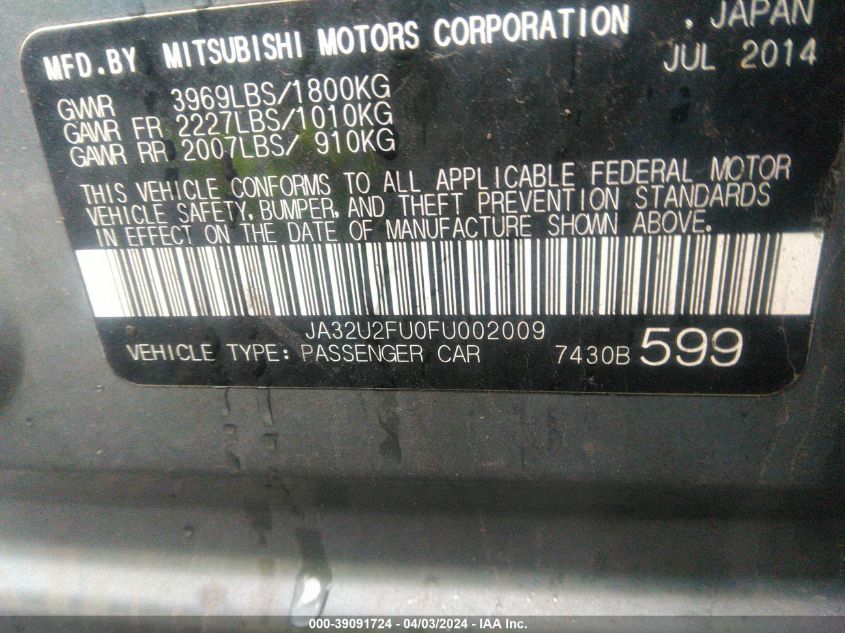 MFD.BY MITSUBISHI MOTORS CORPORATION . JAPAN
JUL 2014
GVWR 3969LBS/1800KG
GAWR FR 2227LBS/1010KG
GAWR RR 2007LBS/ 910KG
THIS VEHICLE CONFORMS TO ALL APPLICABLE FEDERAL MOTOR
VEHICLE SAFETY, BUMPER, AND THEFT PREVENTION STANDARDS
IN EFFECT ON THE DATE OF MANUFACTURE SHOWN ABOVE.
JA32U2FU0FU002009
VEHICLE TYPE: PASSENGER CAR 7430B 599
000-39091724 - 04/03/2024 - IAA Inc.